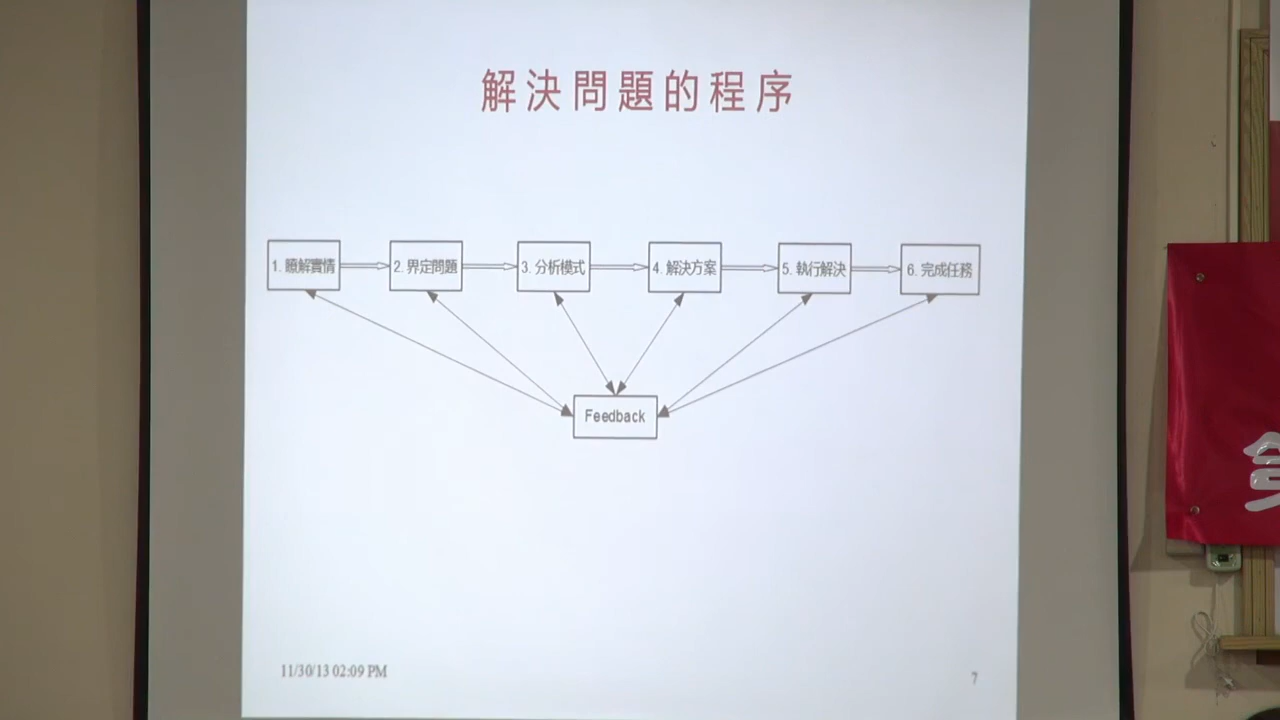 解決問題的程序
1. 瞭解實情
2. 界定問題
3. 分析模式
4. 解決方案
5. 執行解決
6. 完成任務
Feedback
11/30/13 02:09 PM
7